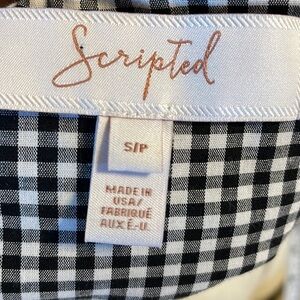 Scripted
S/P
MADE IN
USA/
FABRIQUÉ
AUX É.-U.